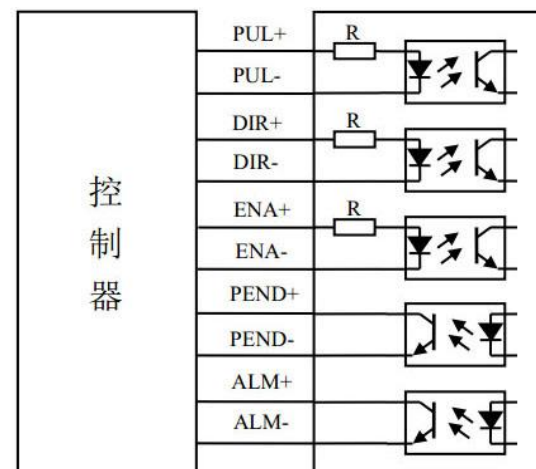 PUL+
R
PUL-
DIR+
R
DIR-
控制器
ENA+
R
ENA-
PEND+
PEND-
ALM+
ALM-